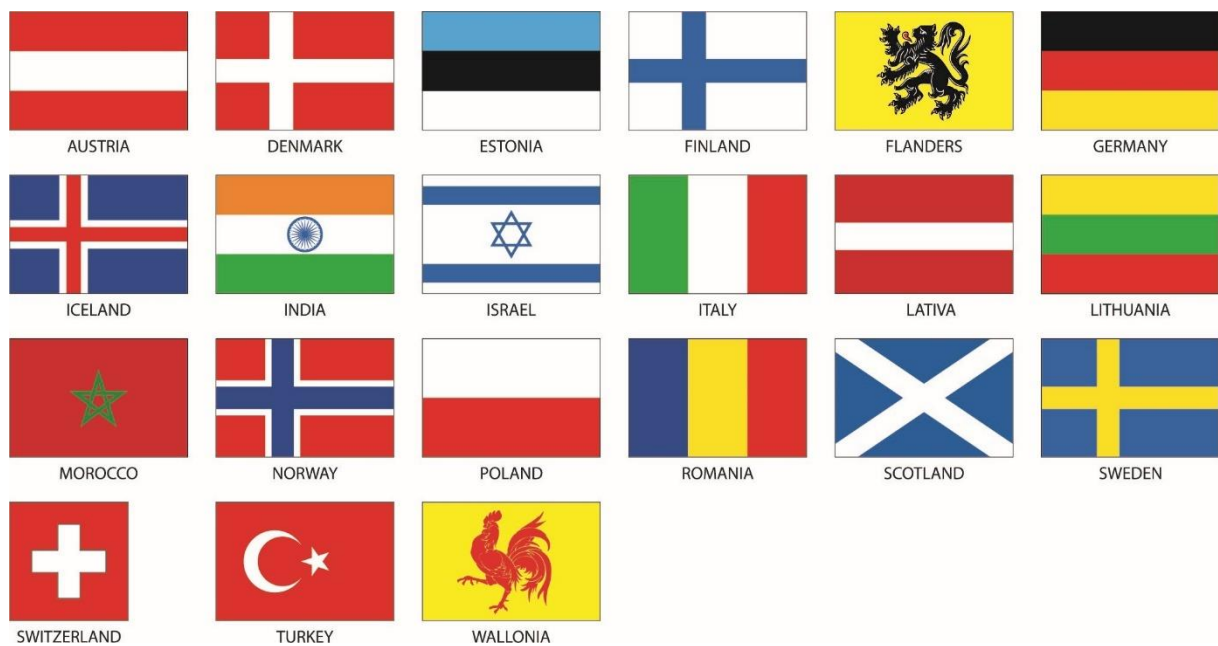 AUSTRIA DENMARK ESTONIA FINLAND FLANDERS GERMANY
ICELAND INDIA ISRAEL ITALY LATIVA LITHUANIA
MOROCCO NORWAY POLAND ROMANIA SCOTLAND SWEDEN
SWITZERLAND TURKEY WALLONIA